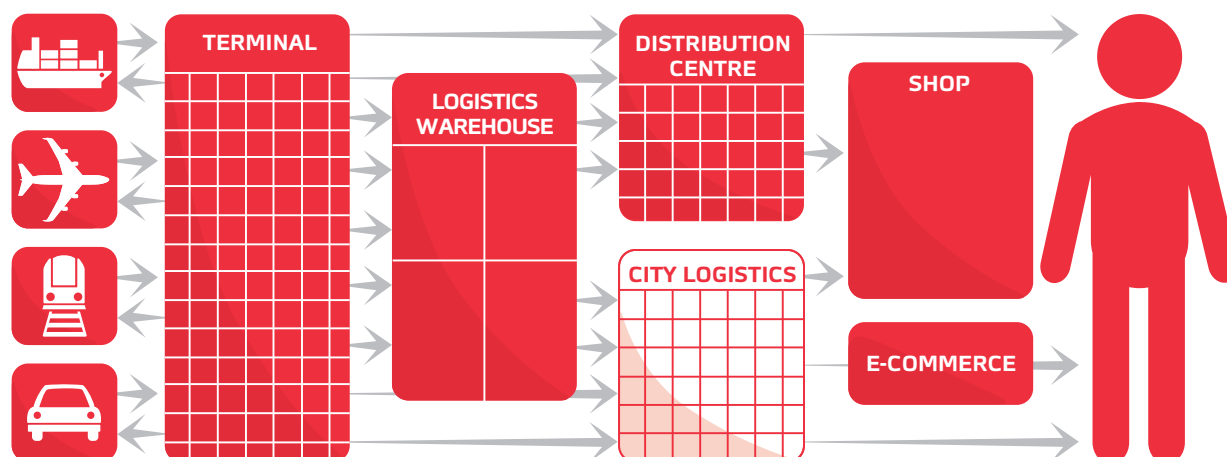 TERMINAL
LOGISTICS
WAREHOUSE
DISTRIBUTION
CENTRE
CITY LOGISTICS
SHOP
E-COMMERCE